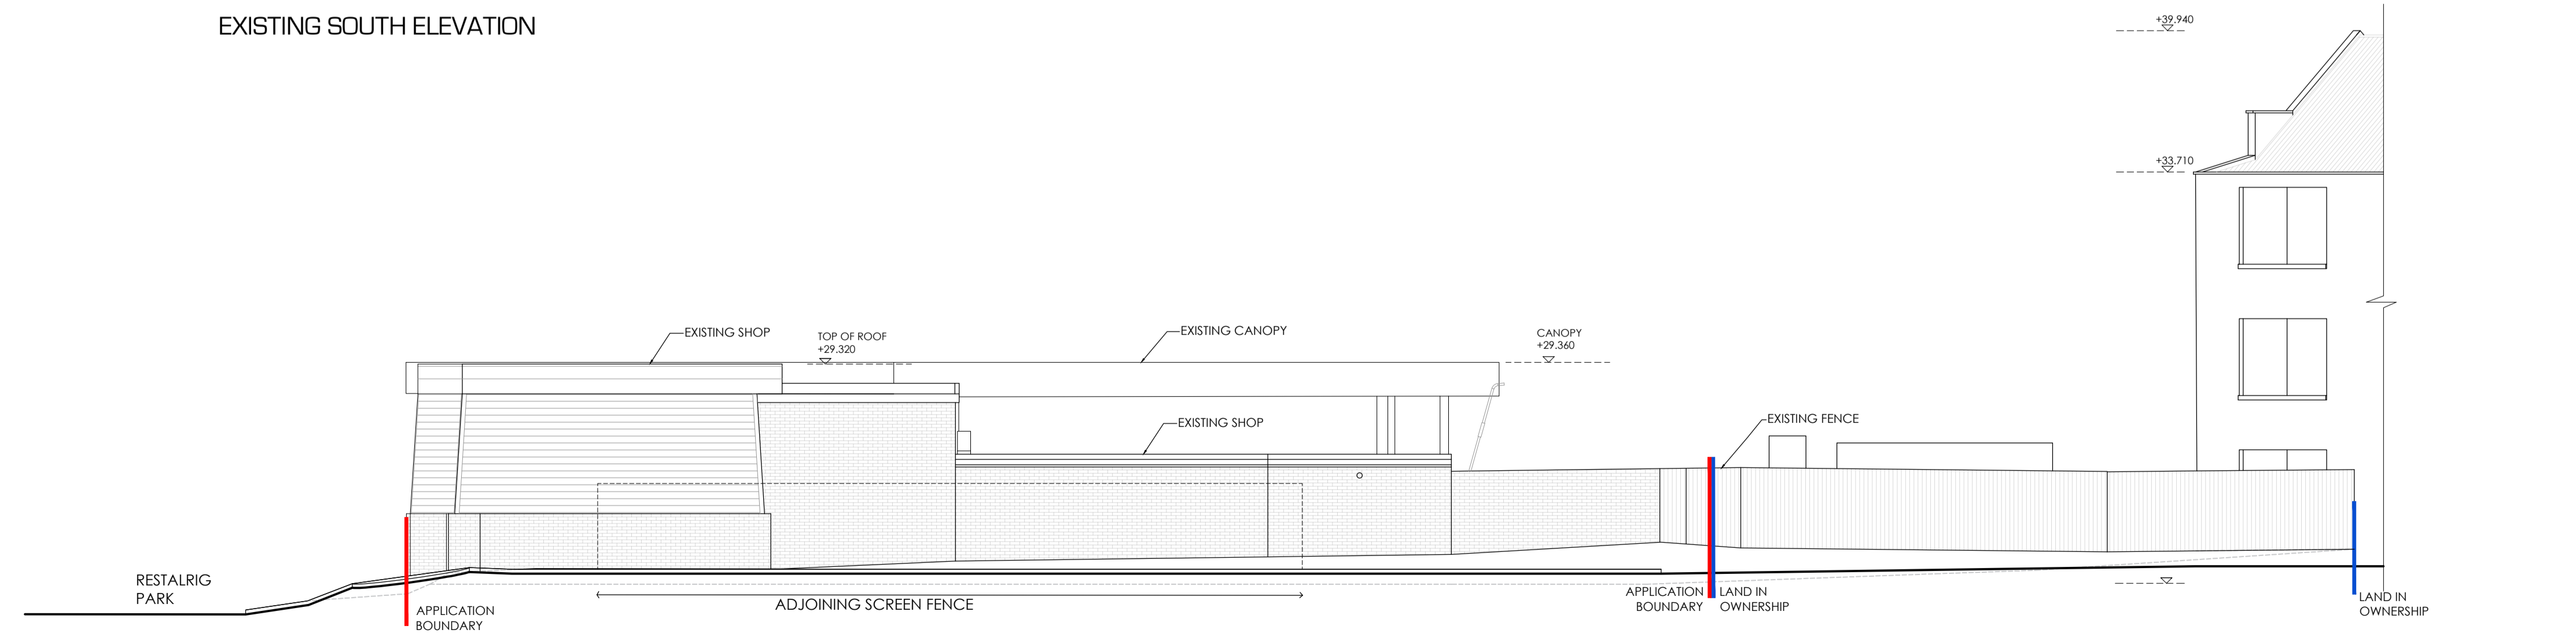 EXISTING SOUTH ELEVATION
+39.940
+33.710
EXISTING SHOP
TOP OF ROOF
+29.320
EXISTING CANOPY
CANOPY
+29.360
EXISTING SHOP
EXISTING FENCE
RESTALRIG
PARK
APPLICATION
BOUNDARY
ADJOINING SCREEN FENCE
APPLICATION
BOUNDARY
LAND IN
OWNERSHIP
LAND IN
OWNERSHIP